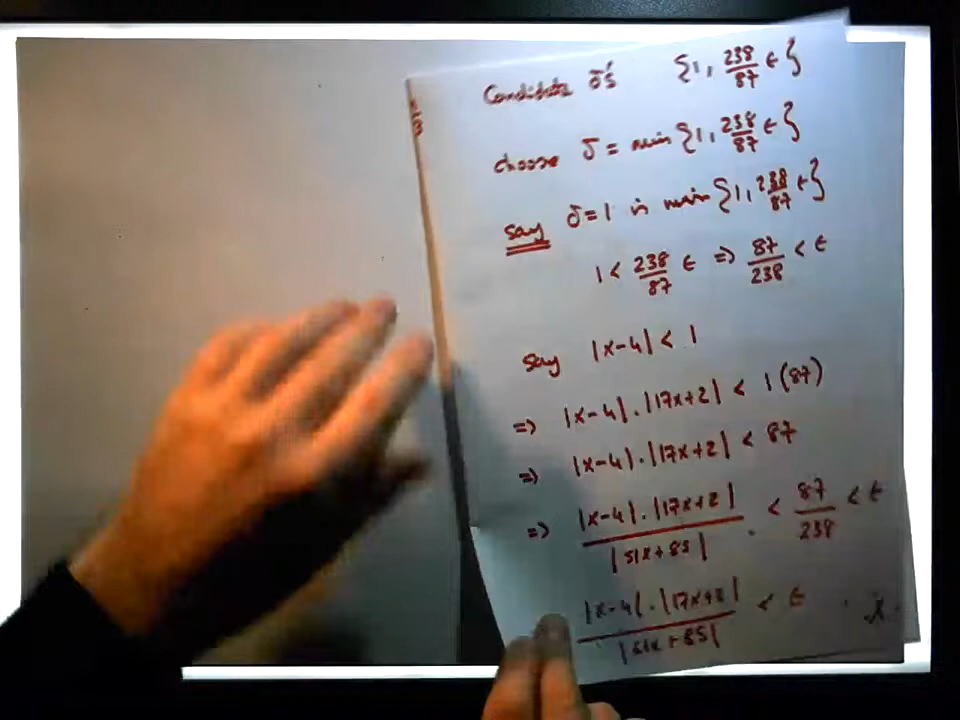 Candidate δ's {1, 238/87 ϵ}
choose δ = min {1, 238/87 ϵ}
say δ=1 is min {1, 238/87 ϵ}
1 < 238/87 ϵ => 87/238 < ϵ
say |x-4| < 1
=> |x-4|.|17x+2| < 1(87)
=> |x-4|.|17x+2| < 87
=> |x-4|.|17x+2| / |51x+85| < 87/238 < ϵ
|x-4|.|17x+2| / |51x+85| < ϵ